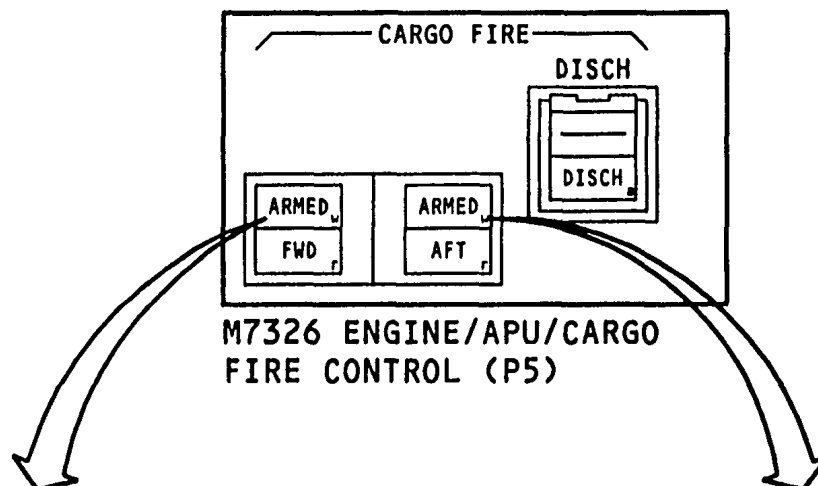 CARGO FIRE
DISCH
DISCH a
ARMED w ARMED w
FWD r AFT r
M7326 ENGINE/APU/CARGO
FIRE CONTROL (P5)